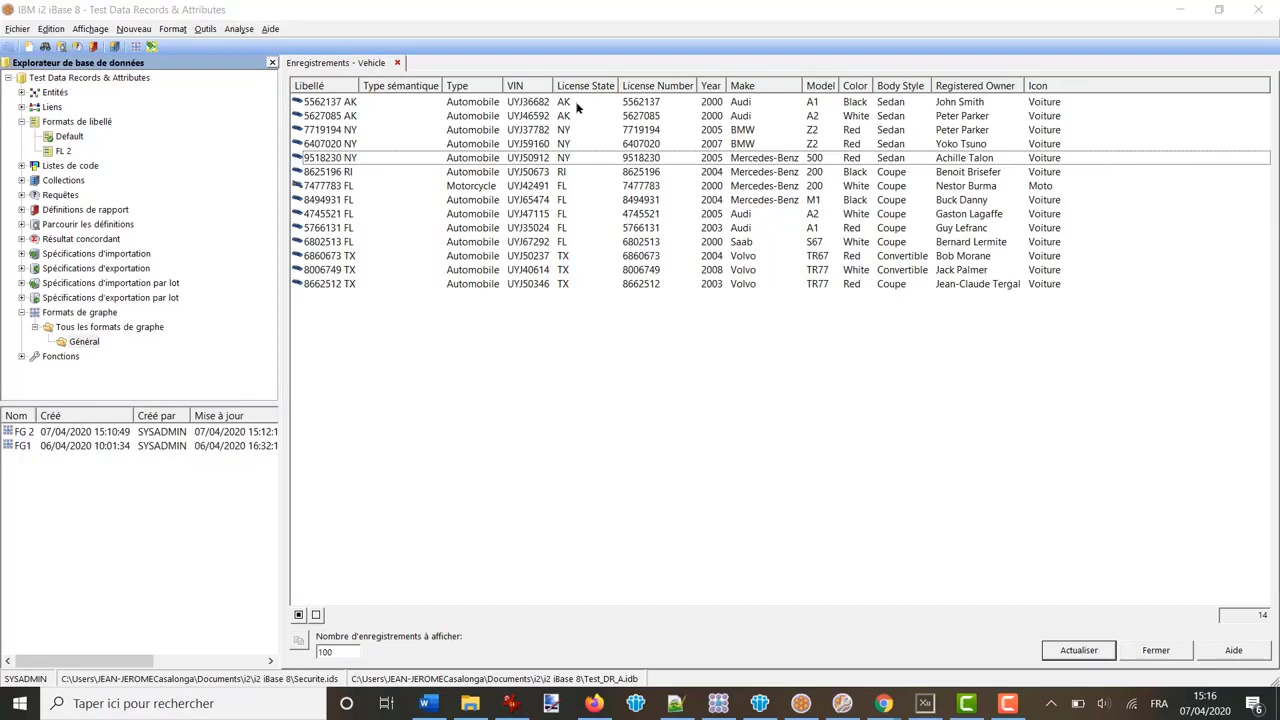 IBM i2 iBase 8 - Test Data Records & Attributes
Fichier Edition Affichage Nouveau Format Outils Analyse Aide
Explorateur de base de données
Test Data Records & Attributes
Entités
Liens
Formats de libellé
Default
FL 2
Listes de code
Collections
Requêtes
Définitions de rapport
Parcourir les définitions
Résultat concordant
Spécifications d'importation
Spécifications d'exportation
Spécifications d'importation par lot
Spécifications d'exportation par lot
Formats de graphe
Tous les formats de graphe
Général
Fonctions
Nom Créé Créé par Mise à jour
FG 2 07/04/2020 15:10:49 SYSADMIN 07/04/2020 15:12:1
FG1 06/04/2020 10:01:34 SYSADMIN 06/04/2020 16:32:1
Enregistrements - Vehicle
Libellé Type sémantique Type VIN License State License Number Year Make Model Color Body Style Registered Owner Icon
5562137 AK Automobile UYJ36682 AK 5562137 2000 Audi A1 Black Sedan John Smith Voiture
5627085 AK Automobile UYJ46592 AK 5627085 2000 Audi A2 White Sedan Peter Parker Voiture
7719194 NY Automobile UYJ37782 NY 7719194 2005 BMW Z2 Red Sedan Peter Parker Voiture
6407020 NY Automobile UYJ59160 NY 6407020 2007 BMW Z2 Red Sedan Yoko Tsuno Voiture
9518230 NY Automobile UYJ50912 NY 9518230 2005 Mercedes-Benz 500 Red Sedan Achille Talon Voiture
8625196 RI Automobile UYJ50673 RI 8625196 2004 Mercedes-Benz 200 Black Coupe Benoit Brisefer Voiture
7477783 FL Motorcycle UYJ42491 FL 7477783 2000 Mercedes-Benz 200 White Coupe Nestor Burma Moto
8494931 FL Automobile UYJ65474 FL 8494931 2004 Mercedes-Benz M1 Black Coupe Buck Danny Voiture
4745521 FL Automobile UYJ47115 FL 4745521 2005 Audi A2 White Coupe Gaston Lagaffe Voiture
5766131 FL Automobile UYJ35024 FL 5766131 2003 Audi A1 Red Coupe Guy Lefranc Voiture
6802513 FL Automobile UYJ67292 FL 6802513 2000 Saab S67 White Coupe Bernard Lermite Voiture
6860673 TX Automobile UYJ50237 TX 6860673 2004 Volvo TR67 Red Convertible Bob Morane Voiture
8006749 TX Automobile UYJ40614 TX 8006749 2008 Volvo TR77 White Convertible Jack Palmer Voiture
8662512 TX Automobile UYJ50346 TX 8662512 2003 Volvo TR77 Red Coupe Jean-Claude Tergal Voiture
14
Nombre d'enregistrements à afficher:
100
Actualiser Fermer Aide
SYSADMIN C:\Users\JEAN-JEROMECasalonga\Documents\i2\i2 iBase 8\Securite.ids C:\Users\JEAN-JEROMECasalonga\Documents\i2\i2 iBase 8\Test_DR_A.idb
Taper ici pour rechercher
FRA
15:16
07/04/2020
6